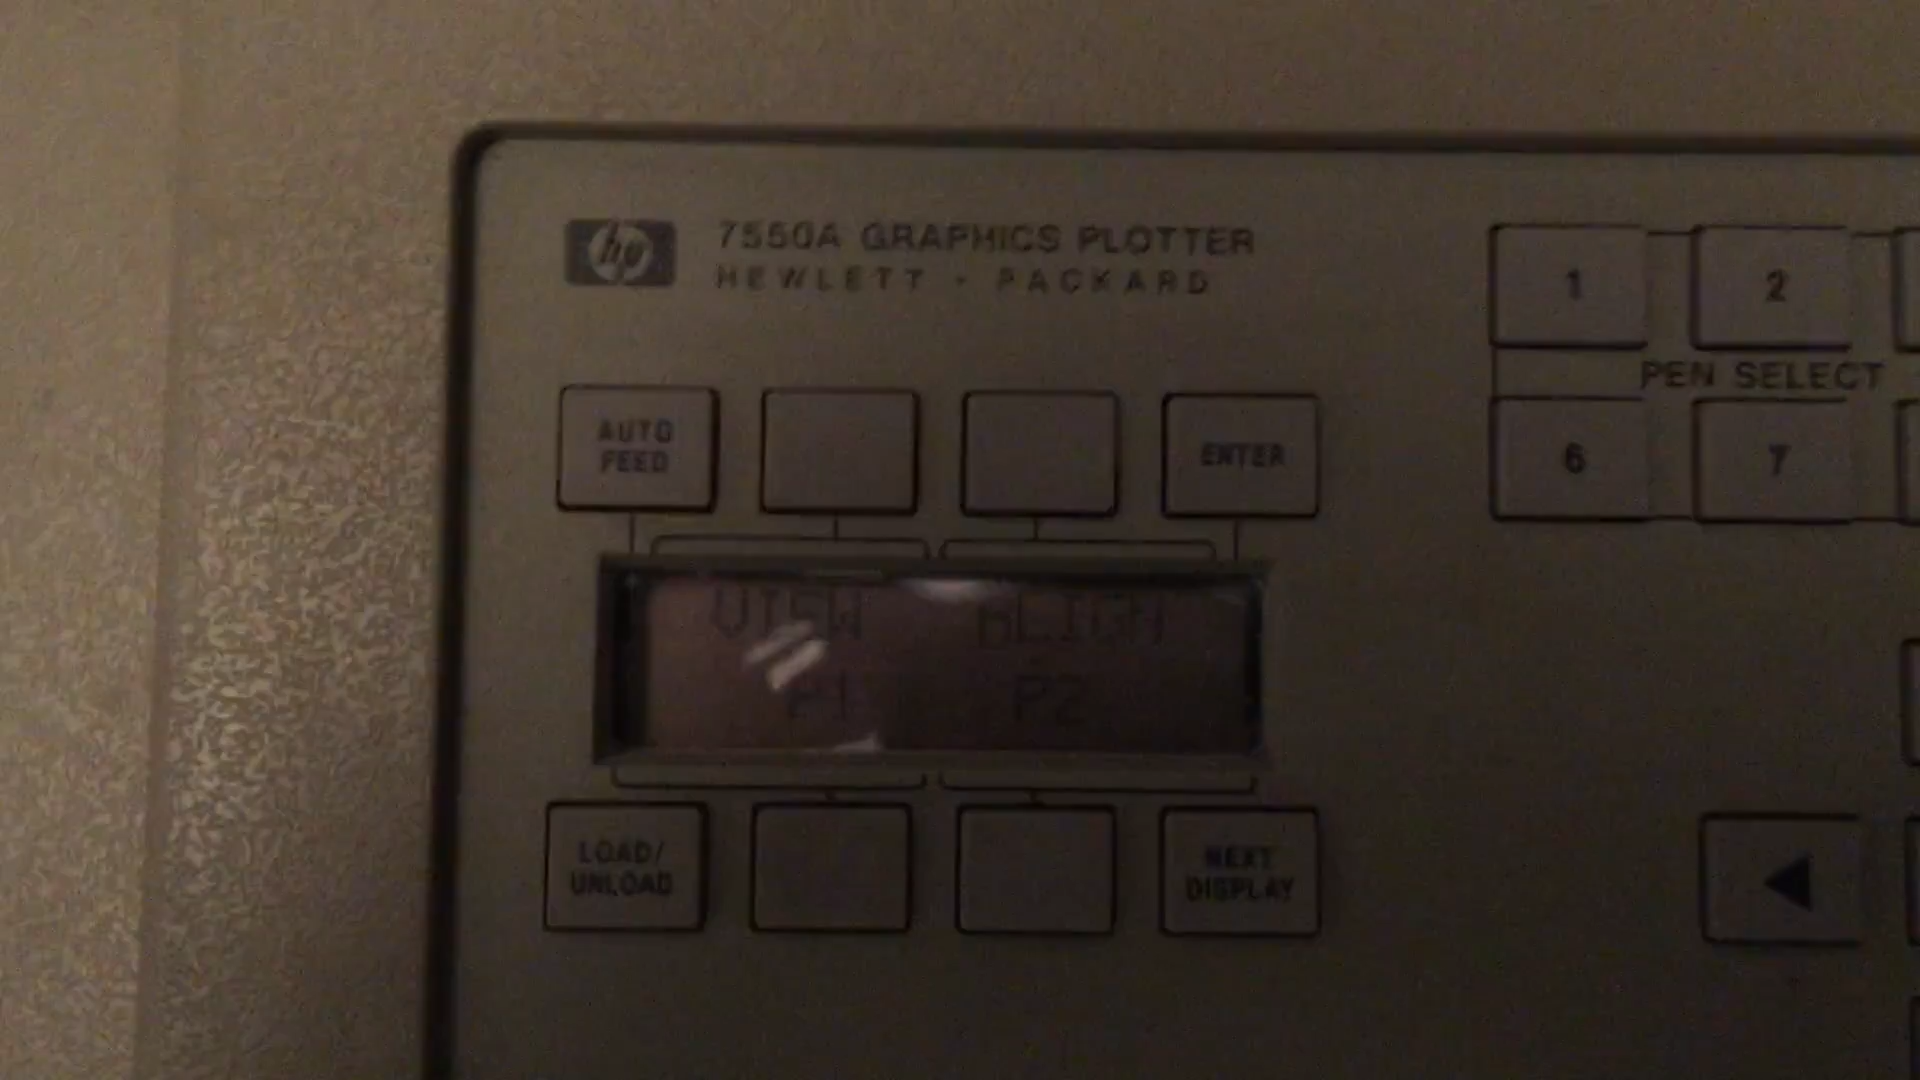 hp
7550A GRAPHICS PLOTTER
HEWLETT - PACKARD
1
2
PEN SELECT
AUTO
FEED
ENTER
6
7
VIEW
P1
P2
LOAD/
UNLOAD
NEXT
DISPLAY